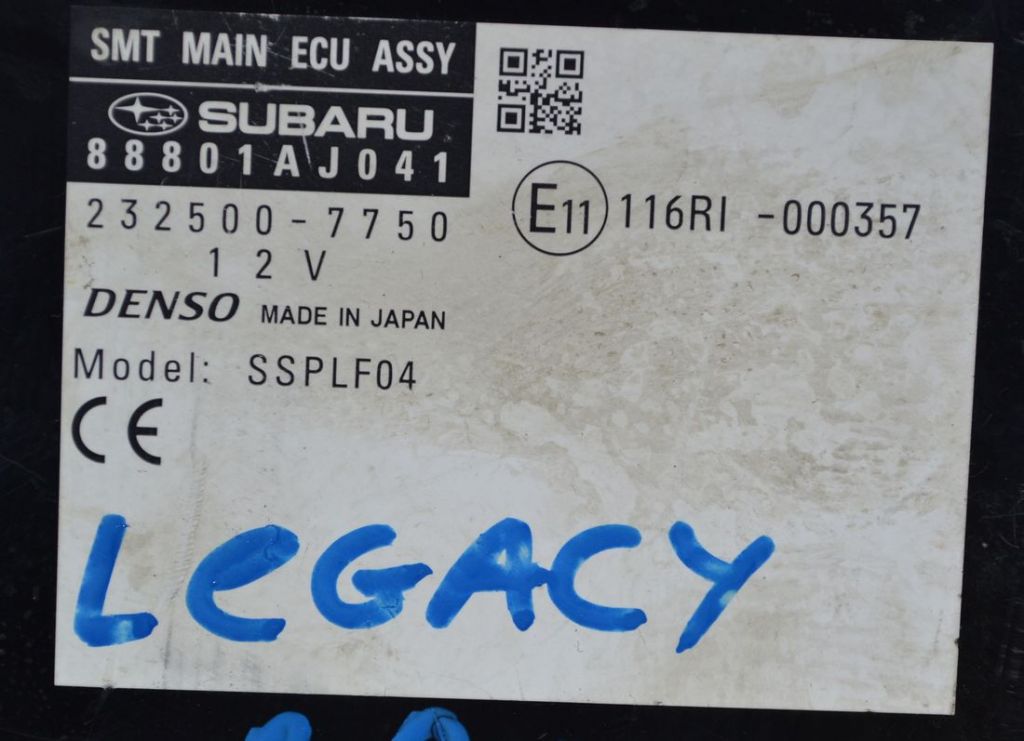 SMT MAIN ECU ASSY
SUBARU
88801AJ041
232500-7750
12V
DENSO MADE IN JAPAN
Model: SSPLF04
CE
E11 116RI -000357
LeGACY